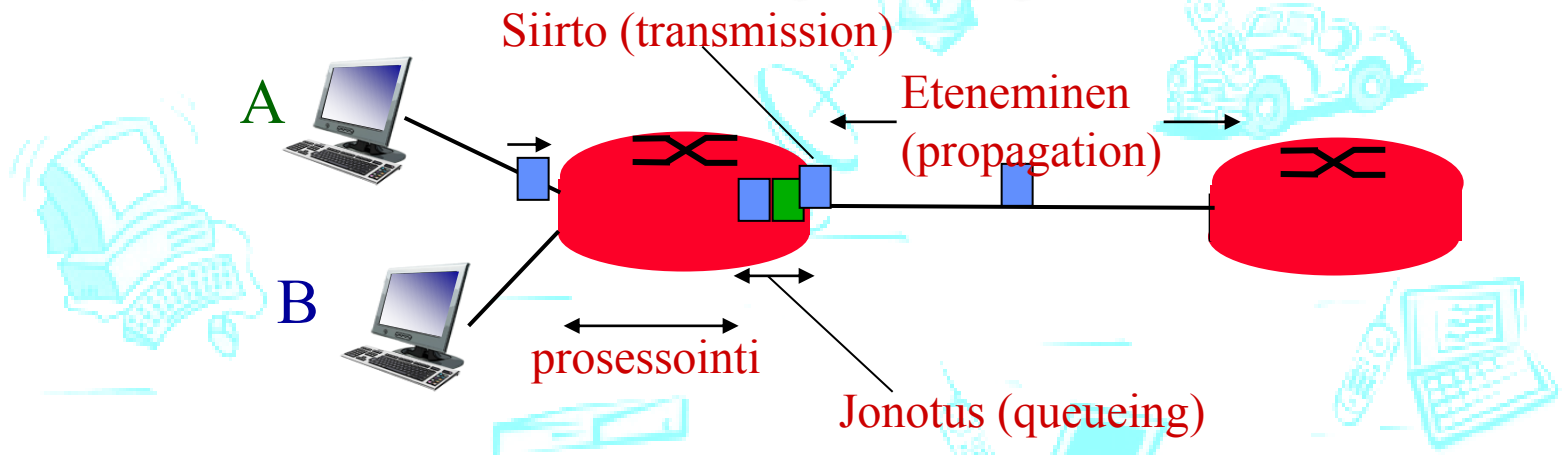 Siirto (transmission)
A
Eteneminen
(propagation)
B
prosessointi
Jonotus (queueing)